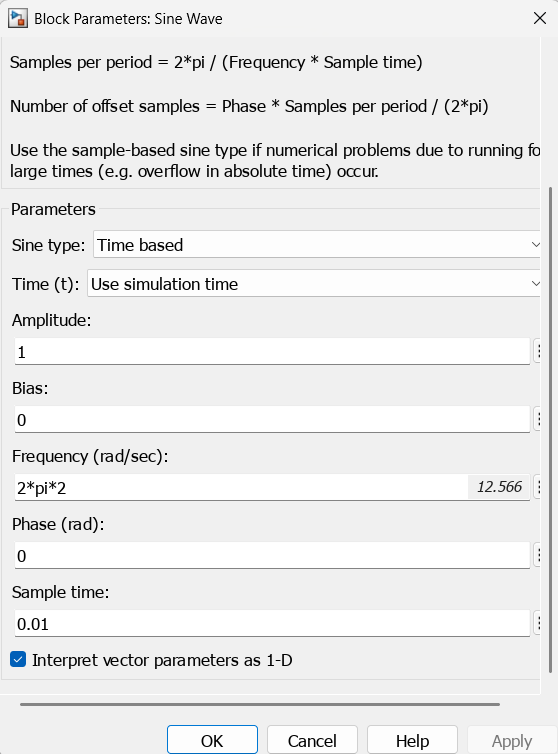 Block Parameters: Sine Wave
Samples per period = 2*pi / (Frequency * Sample time)
Number of offset samples = Phase * Samples per period / (2*pi)
Use the sample-based sine type if numerical problems due to running fo
large times (e.g. overflow in absolute time) occur.
Parameters
Sine type: Time based
Time (t): Use simulation time
Amplitude:
1
Bias:
0
Frequency (rad/sec):
2*pi*2 12.566
Phase (rad):
0
Sample time:
0.01
Interpret vector parameters as 1-D
OK Cancel Help Apply